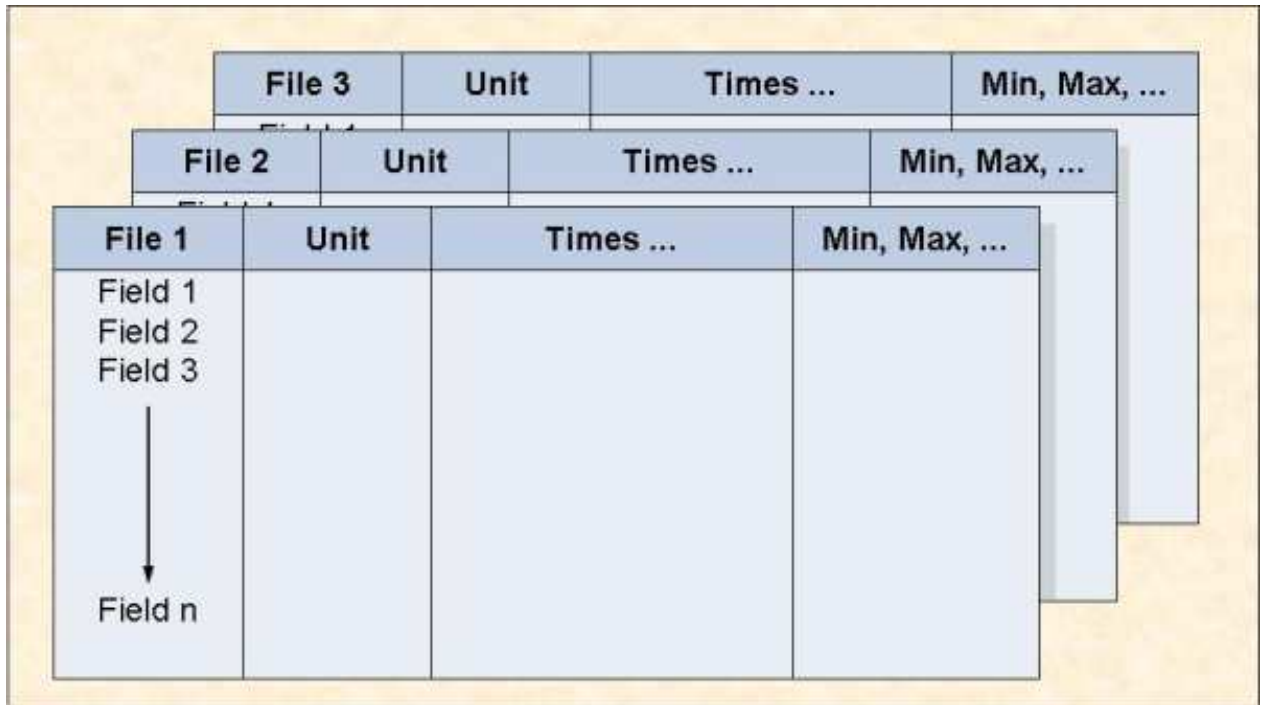 File 3 Unit Times ... Min, Max, ...
File 2 Unit Times ... Min, Max, ...
File 1 Unit Times ... Min, Max, ...
Field 1
Field 2
Field 3
Field n